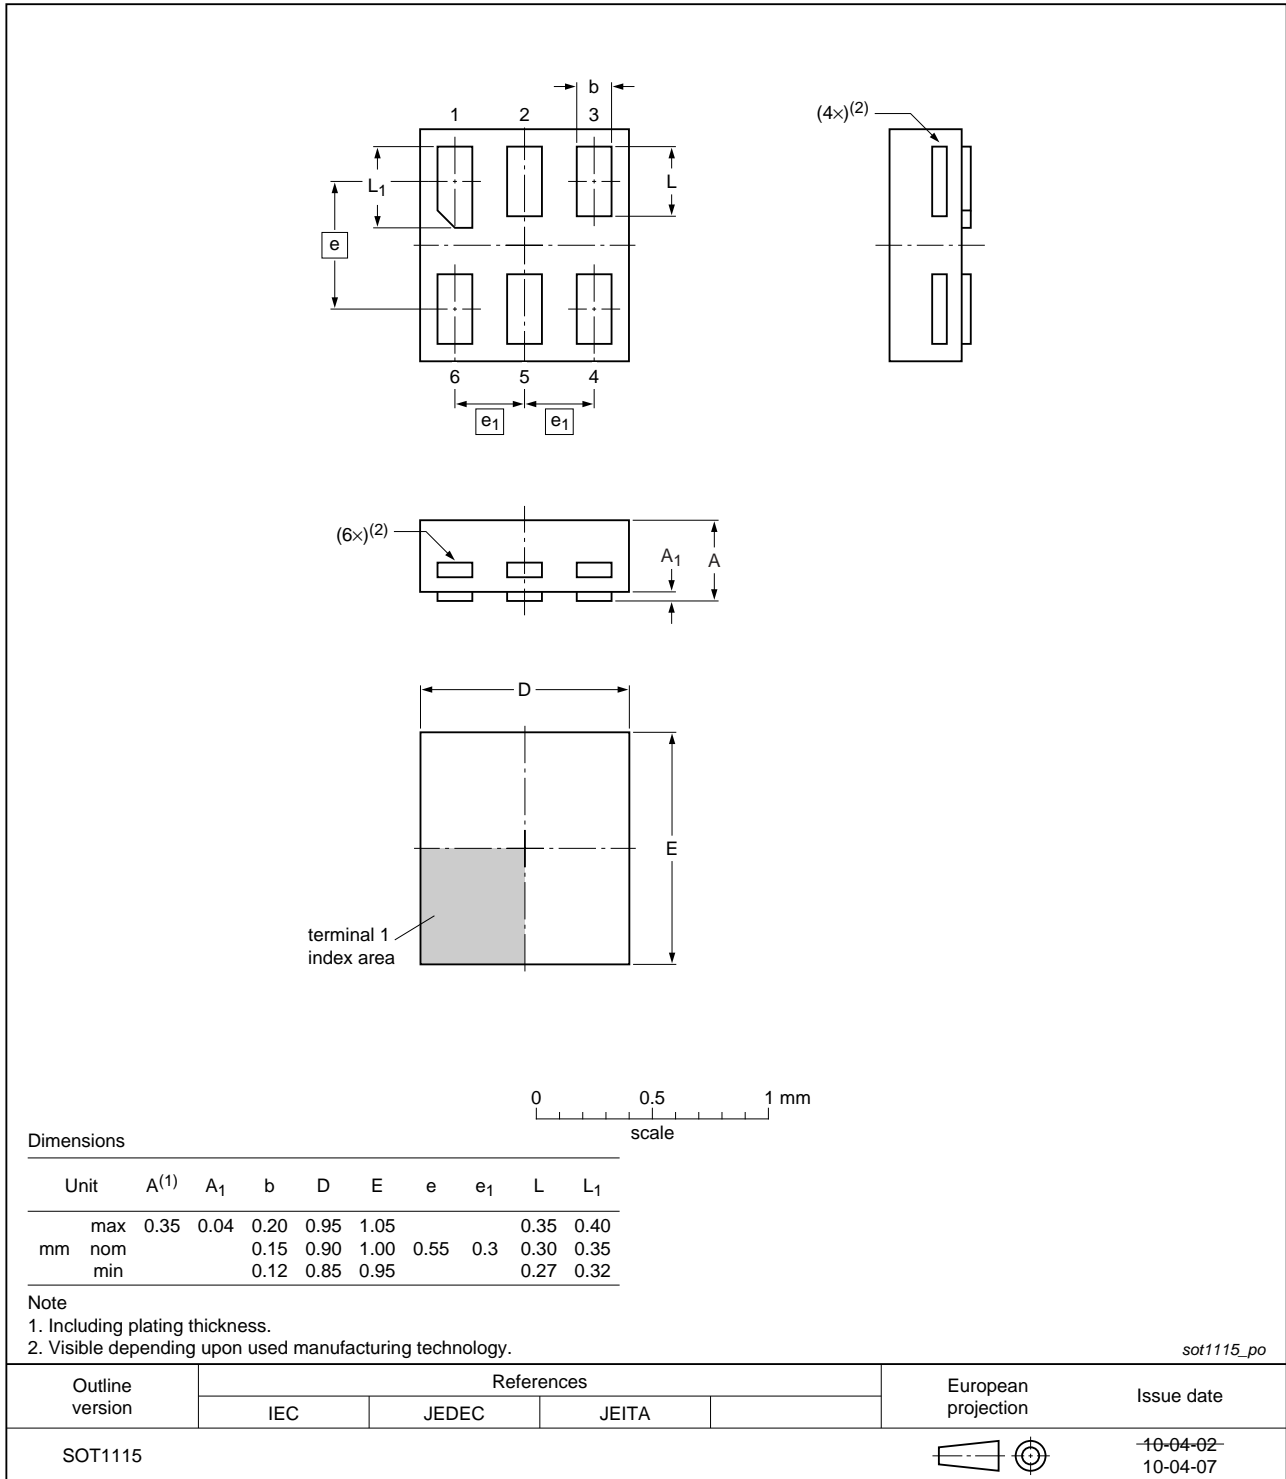 b
1 2 3
(4×)(2)
L1
L
e
6 5 4
e1 e1
(6×)(2)
A1 A
D
E
terminal 1
index area
0 0.5 1 mm
scale
Dimensions
Unit A(1) A1 b D E e e1 L L1
max 0.35 0.04 0.20 0.95 1.05 0.35 0.40
mm nom 0.15 0.90 1.00 0.55 0.3 0.30 0.35
min 0.12 0.85 0.95 0.27 0.32
Note
1. Including plating thickness.
2. Visible depending upon used manufacturing technology.
sot1115_po
Outline version References European projection Issue date
IEC JEDEC JEITA
SOT1115 10-04-02
10-04-07